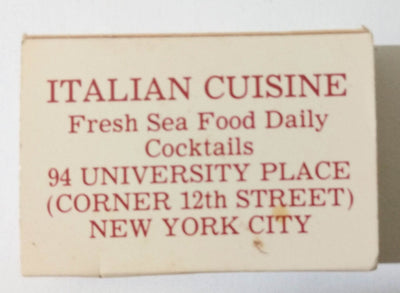 ITALIAN CUISINE
Fresh Sea Food Daily
Cocktails
94 UNIVERSITY PLACE
(CORNER 12th STREET)
NEW YORK CITY